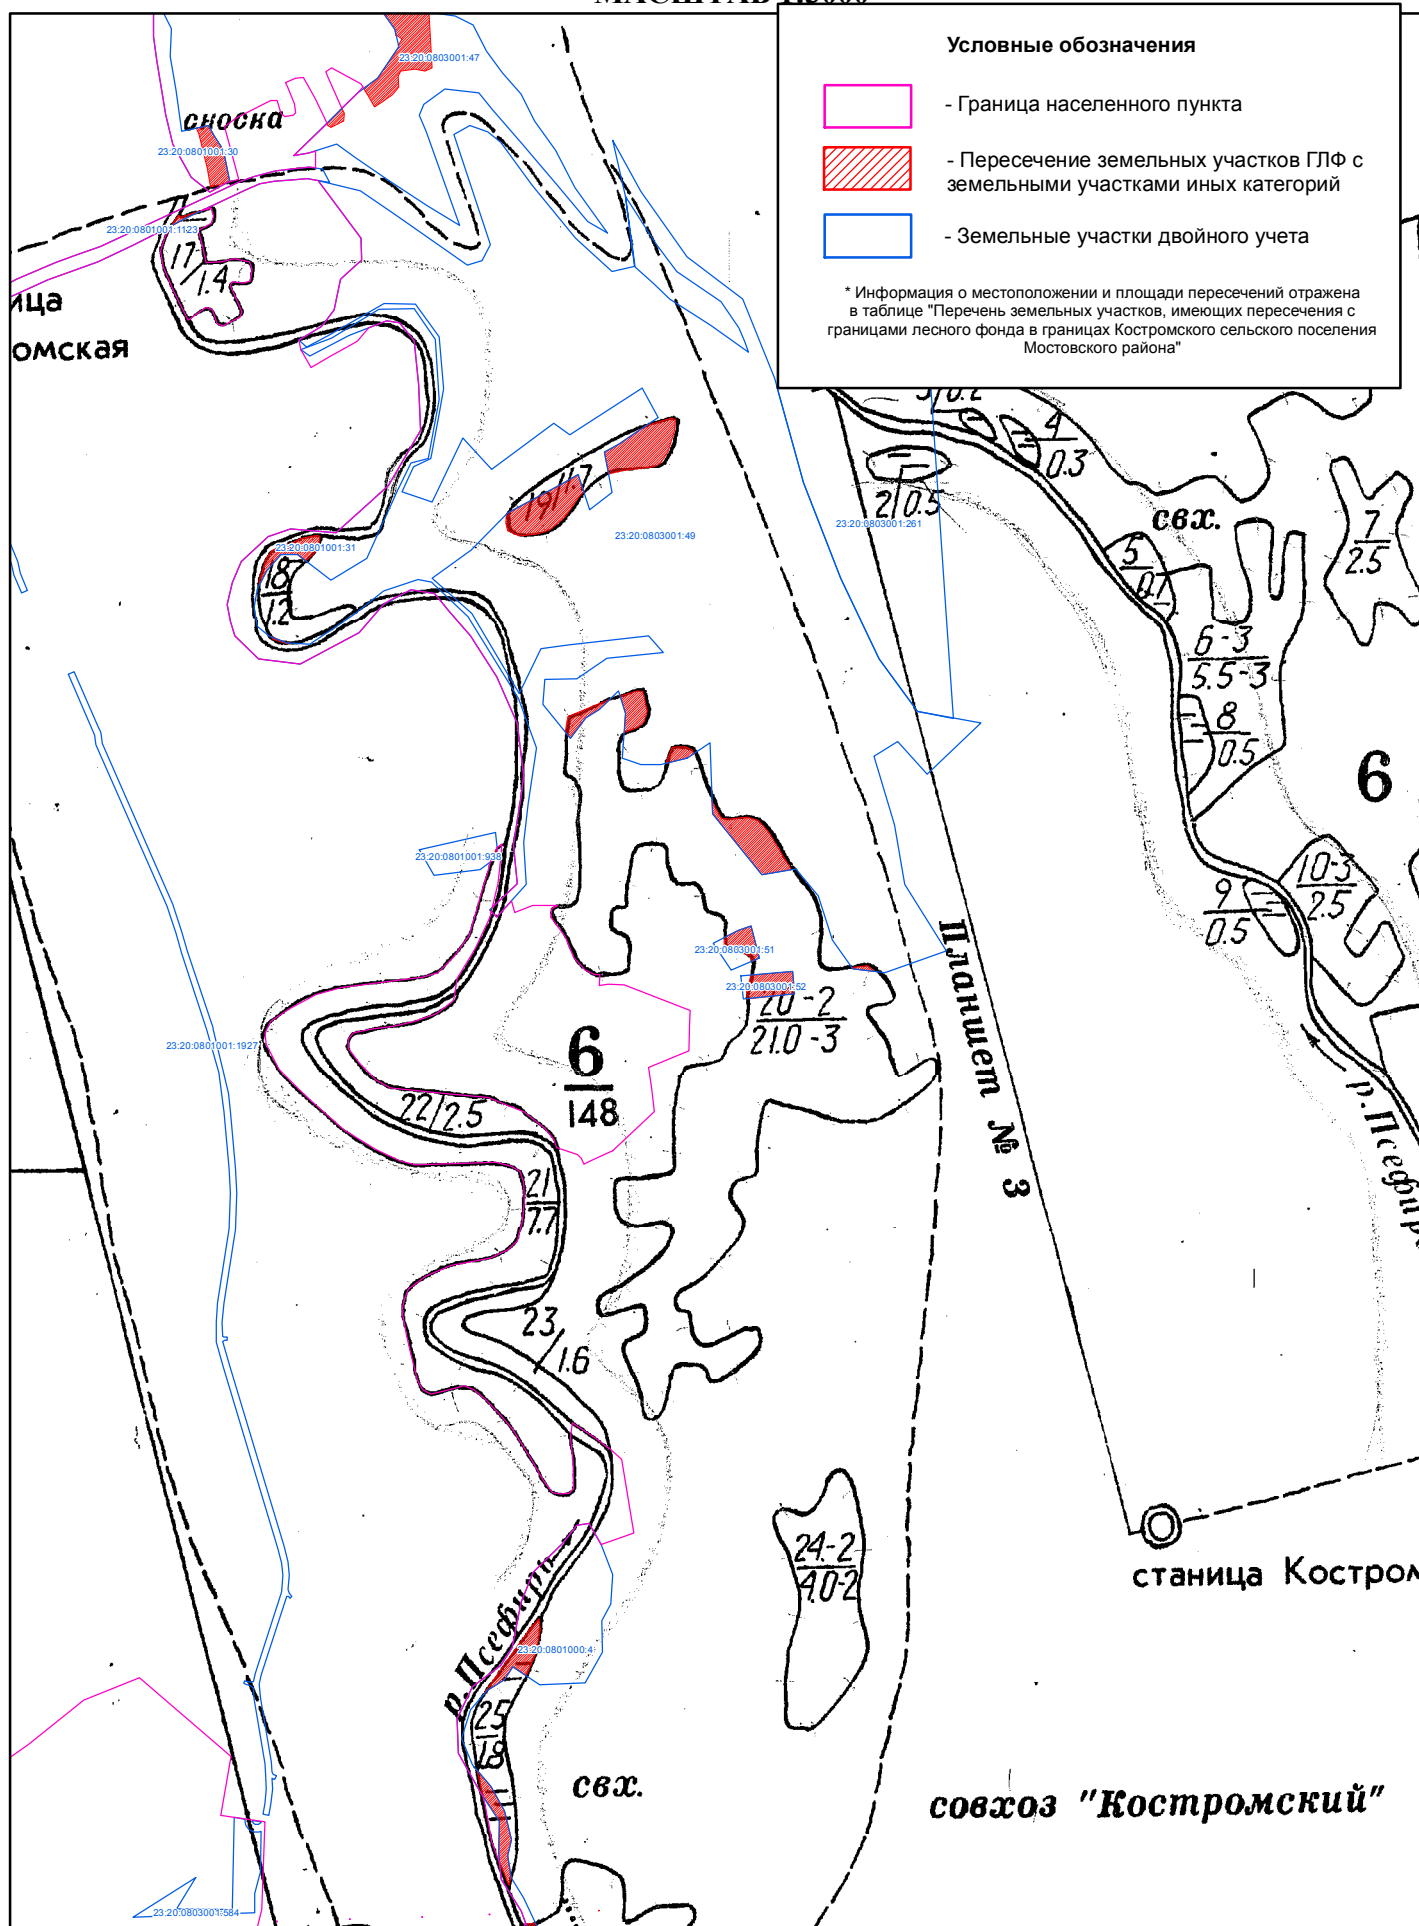 Условные обозначения
- Граница населенного пункта
- Пересечение земельных участков ГЛФ с
земельными участками иных категорий
- Земельные участки двойного учета
* Информация о местоположении и площади пересечений отражена
в таблице "Перечень земельных участков, имеющих пересечения с
границами лесного фонда в границах Костромского сельского поселения
Мостовского района"
23:20:0803001:47
сноска
23:20:0801001:30
23:20:0801001:1123
17/1.4
ица
омская
4/0.3
2/0.5
19/1.7
23:20:0803001:49
23:20:0803001:261
свх.
7/2.5
5/0.7
23:20:0801001:31
18/1.2
6-3
5.5-3
8/0.5
6
23:20:0801001:938
10-3
2.5
9/0.5
23:20:0803001:51
23:20:0803001:52
20-2
21.0-3
Планшет № 3
23:20:0801001:1927
6
148
22/2.5
р.Псефирь
21
7.7
23/1.6
24-2
4.0-2
станица Костром
р.Псефирь
23:20:0801000:4
25
1.8
свх.
совхоз "Костромский"
23:20:0803001:584